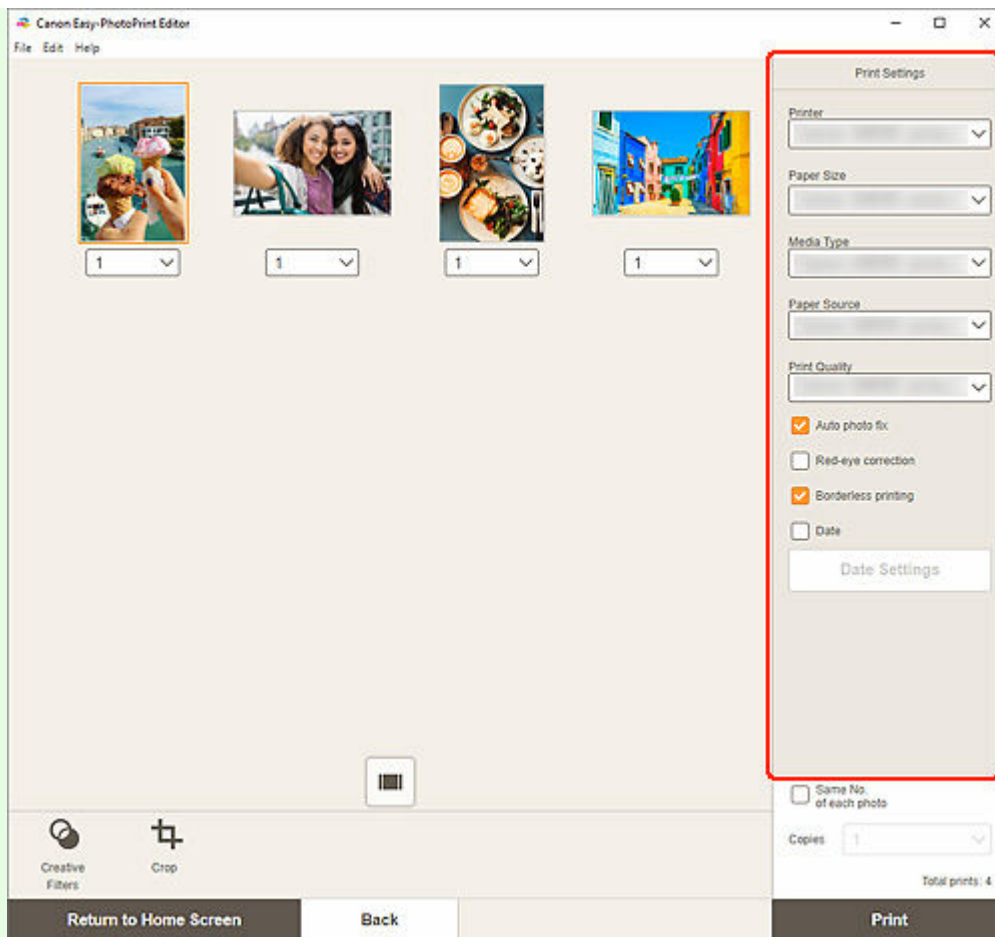 Canon Easy-PhotoPrint Editor
File Edit Help
Print Settings
Printer
Paper Size
Media Type
Paper Source
Print Quality
Auto photo fix
Red-eye correction
Borderless printing
Date
Date Settings
1 1 1 1
Same No.
of each photo
Copies 1
Total prints: 4
Creative
Filters
Crop
Return to Home Screen Back Print